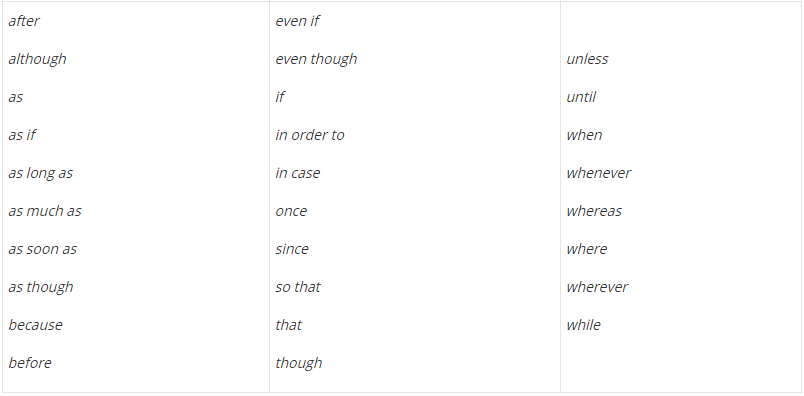 after
although
as
as if
as long as
as much as
as soon as
as though
because
before
even if
even though
if
in order to
in case
once
since
so that
that
though
unless
until
when
whenever
whereas
where
wherever
while